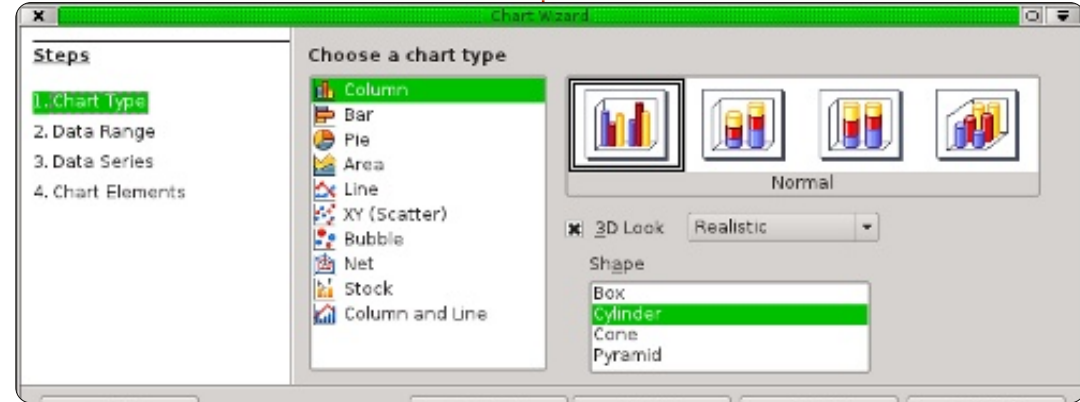 Chart Wizard
Steps
1. Chart Type
2. Data Range
3. Data Series
4. Chart Elements
Choose a chart type
Column
Bar
Pie
Area
Line
XY (Scatter)
Bubble
Net
Stock
Column and Line
Normal
3D Look
Realistic
Shape
Box
Cylinder
Cone
Pyramid